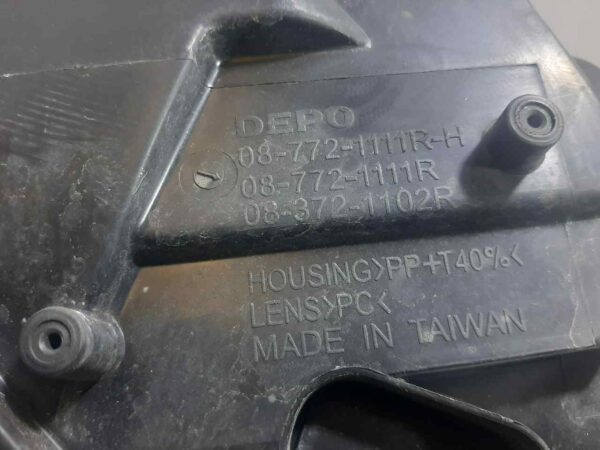 DEPO
08-772-1111R-H
08-772-1111R
08-372-1102R
HOUSING>PP+T40%<
LENS>PC<
MADE IN TAIWAN